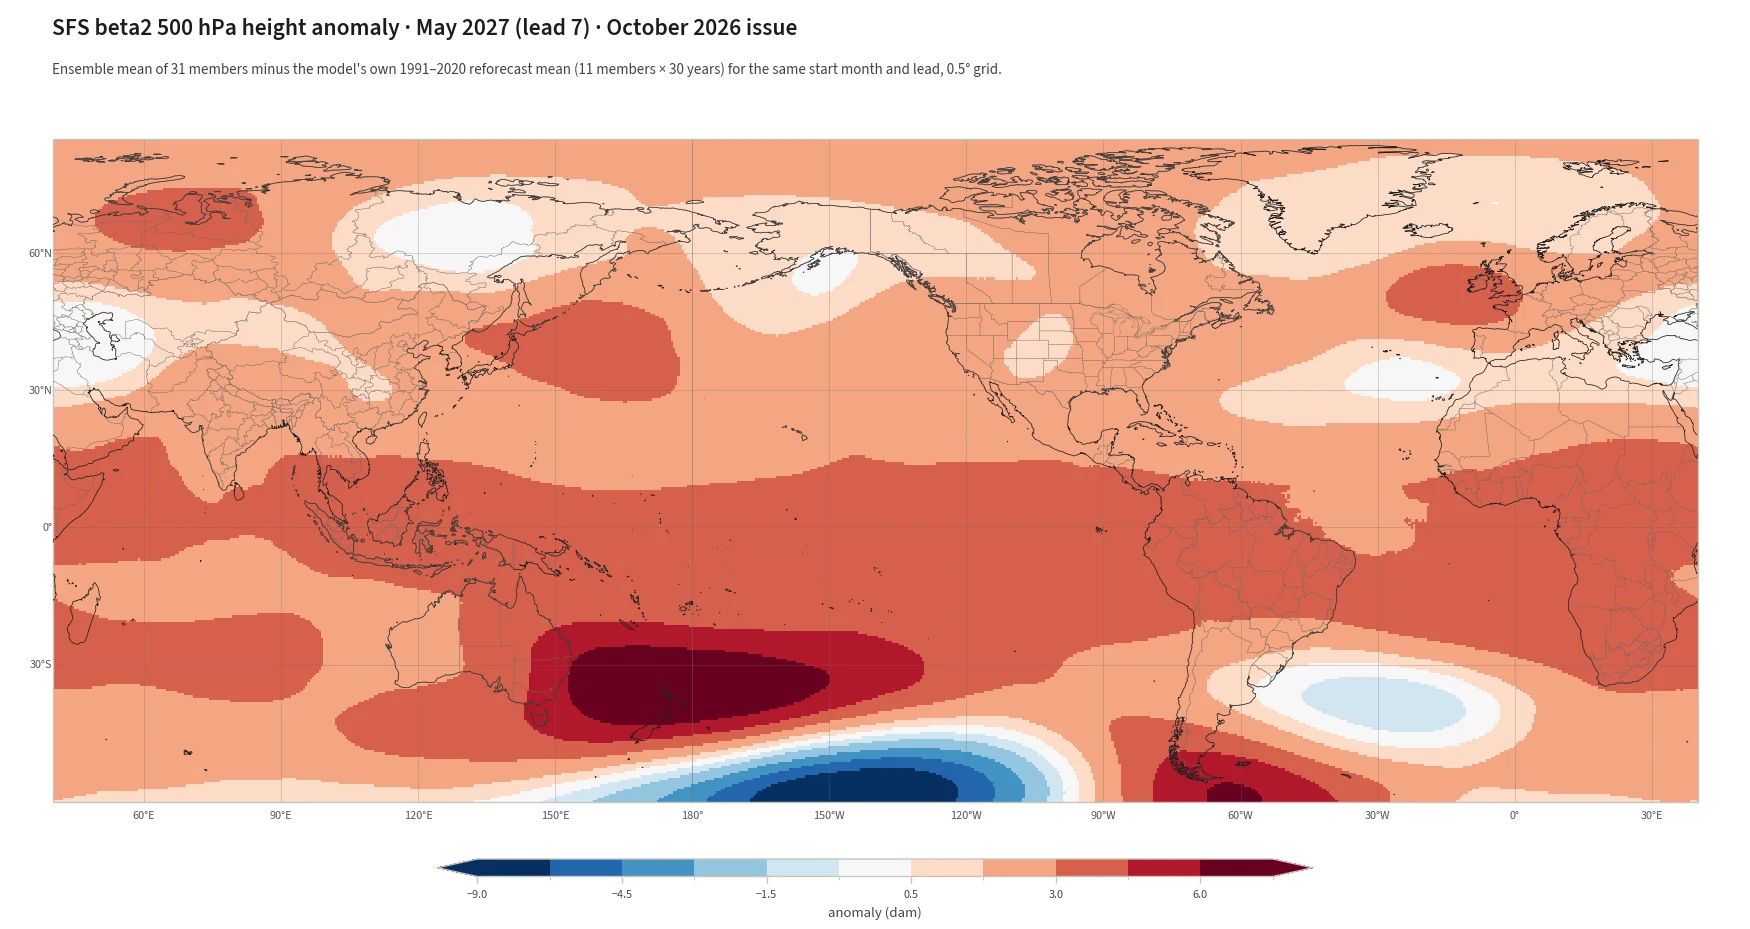 SFS beta2 500 hPa height anomaly · May 2027 (lead 7) · October 2026 issue
Ensemble mean of 31 members minus the model's own 1991–2020 reforecast mean (11 members × 30 years) for the same start month and lead, 0.5° grid.
60°N
30°N
0°
30°S
60°E 90°E 120°E 150°E 180° 150°W 120°W 90°W 60°W 30°W 0° 30°E
−9.0 −4.5 −1.5 0.5 3.0 6.0
anomaly (dam)